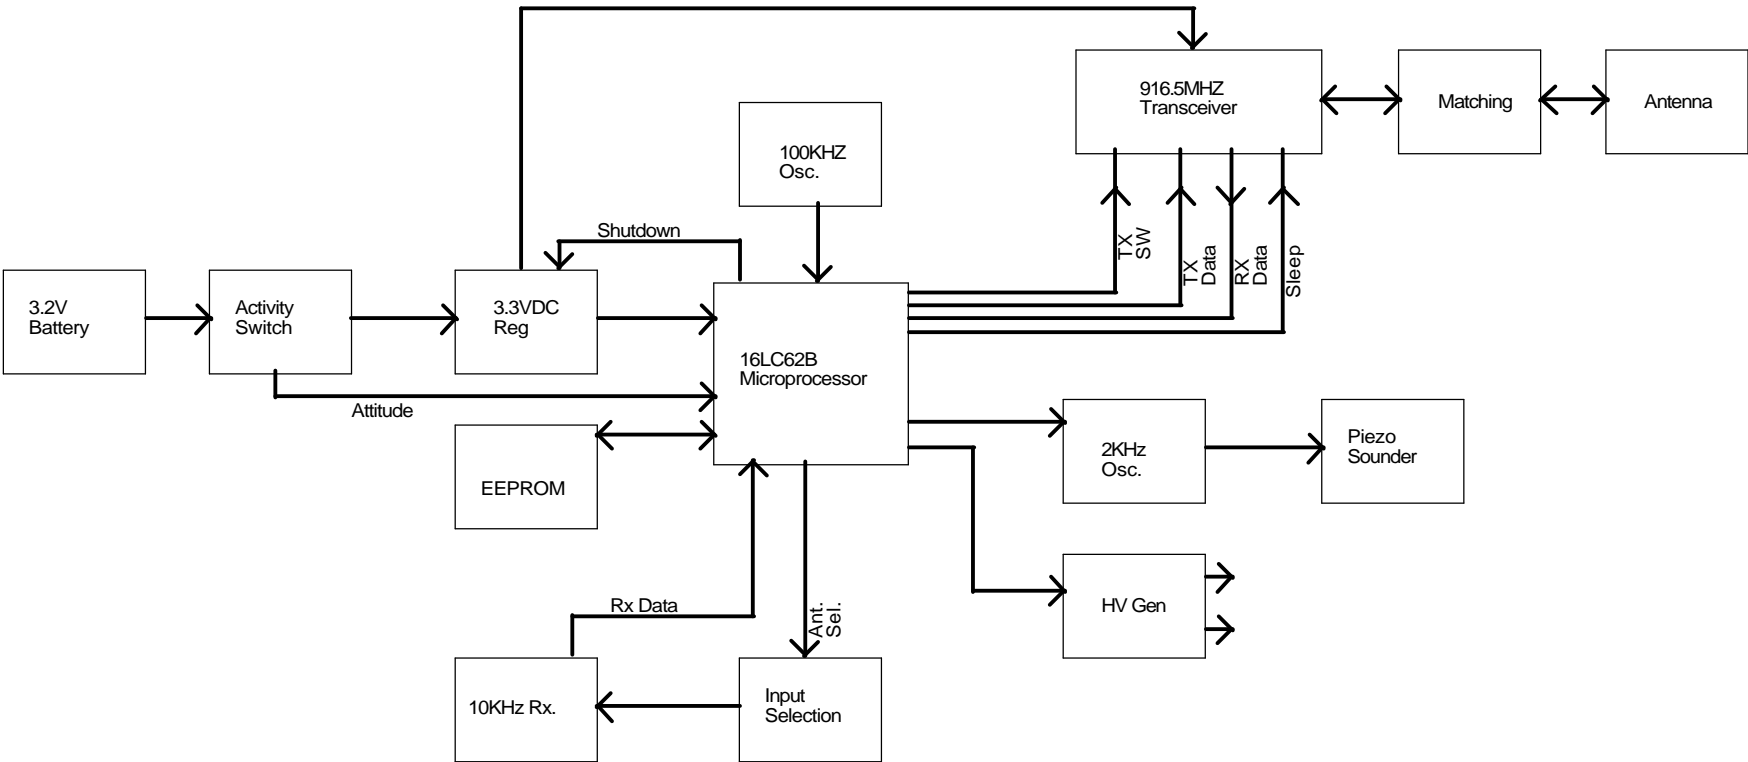 916.5MHZ
Transceiver
Matching
Antenna
100KHZ
Osc.
Shutdown
TX
SW
TX
Data
RX
Data
Sleep
3.2V
Battery
Activity
Switch
3.3VDC
Reg
16LC62B
Microprocessor
Attitude
EEPROM
2KHz
Osc.
Piezo
Sounder
HV Gen
Rx Data
Ant.
Sel.
10KHz Rx.
Input
Selection